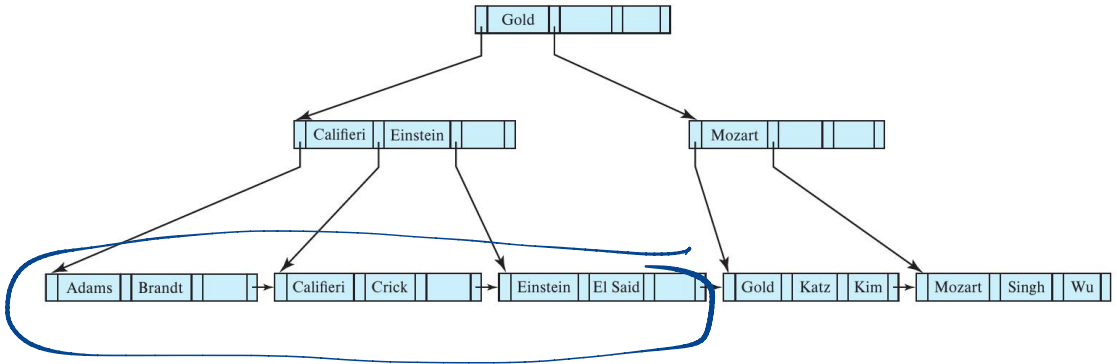 Gold
Califieri Einstein
Mozart
Adams Brandt
Califieri Crick
Einstein El Said
Gold Katz Kim
Mozart Singh Wu